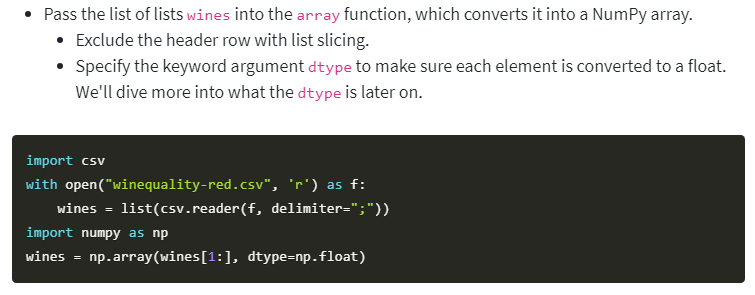 • Pass the list of lists wines into the array function, which converts it into a NumPy array.
• Exclude the header row with list slicing.
• Specify the keyword argument dtype to make sure each element is converted to a float.
We'll dive more into what the dtype is later on.
import csv
with open("winequality-red.csv", 'r') as f:
    wines = list(csv.reader(f, delimiter=";"))
import numpy as np
wines = np.array(wines[1:], dtype=np.float)